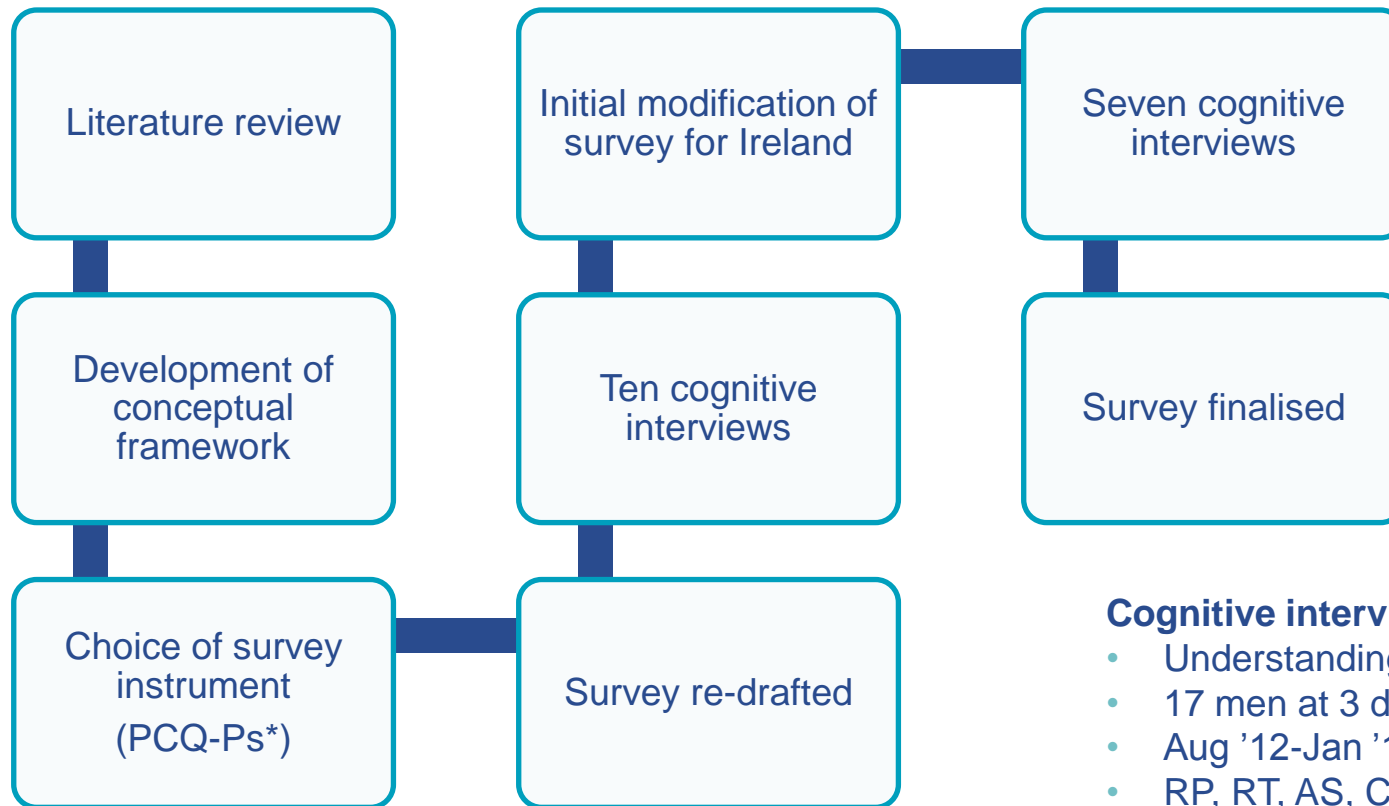 Literature review
Development of
conceptual
framework
Choice of survey
instrument
(PCQ-Ps*)
Survey re-drafted
Ten cognitive
interviews
Initial modification of
survey for Ireland
Seven cognitive
interviews
Survey finalised
Cognitive
• Understanding
• 17 men at 3
• Aug ’12-Jan
• RP, RT, AS,